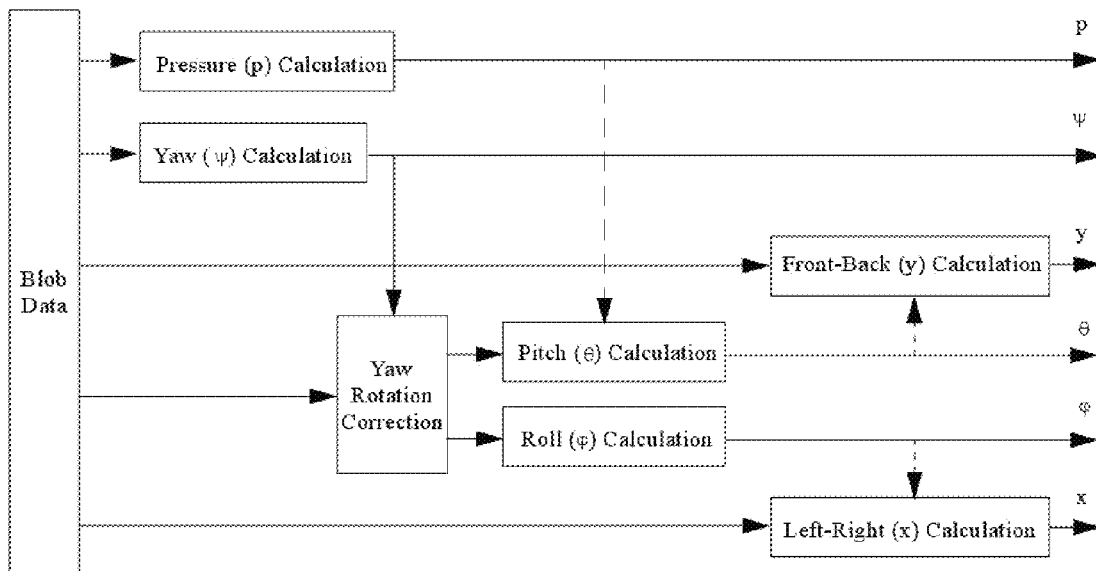 p
Pressure (p) Calculation
ψ
Yaw (ψ) Calculation
y
Front-Back (y) Calculation
Blob
Data
θ
Pitch (θ) Calculation
Yaw
Rotation
Correction
φ
Roll (φ) Calculation
x
Left-Right (x) Calculation